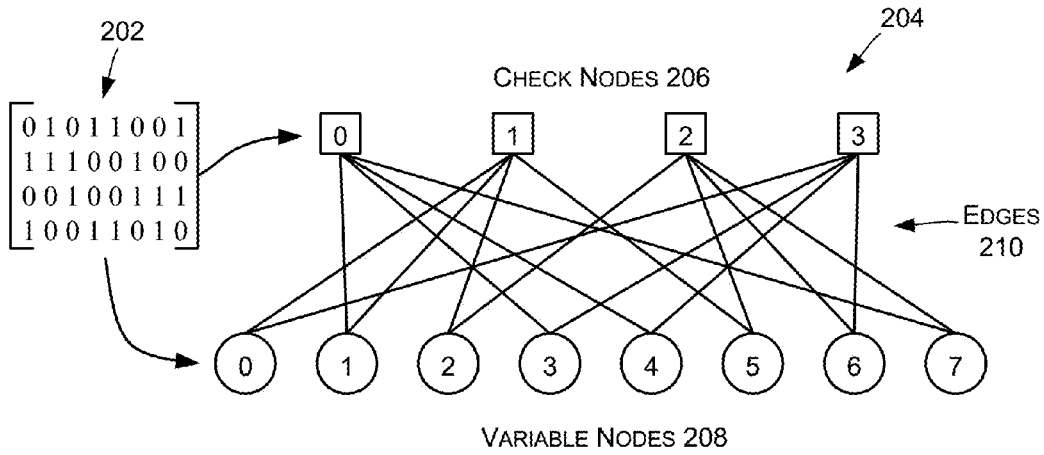 202
204
CHECK NODES 206
0 1 0 1 1 0 0 1
1 1 1 0 0 1 0 0
0 0 1 0 0 1 1 1
1 0 0 1 1 0 1 0
0 1 2 3
EDGES
210
0 1 2 3 4 5 6 7
VARIABLE NODES 208